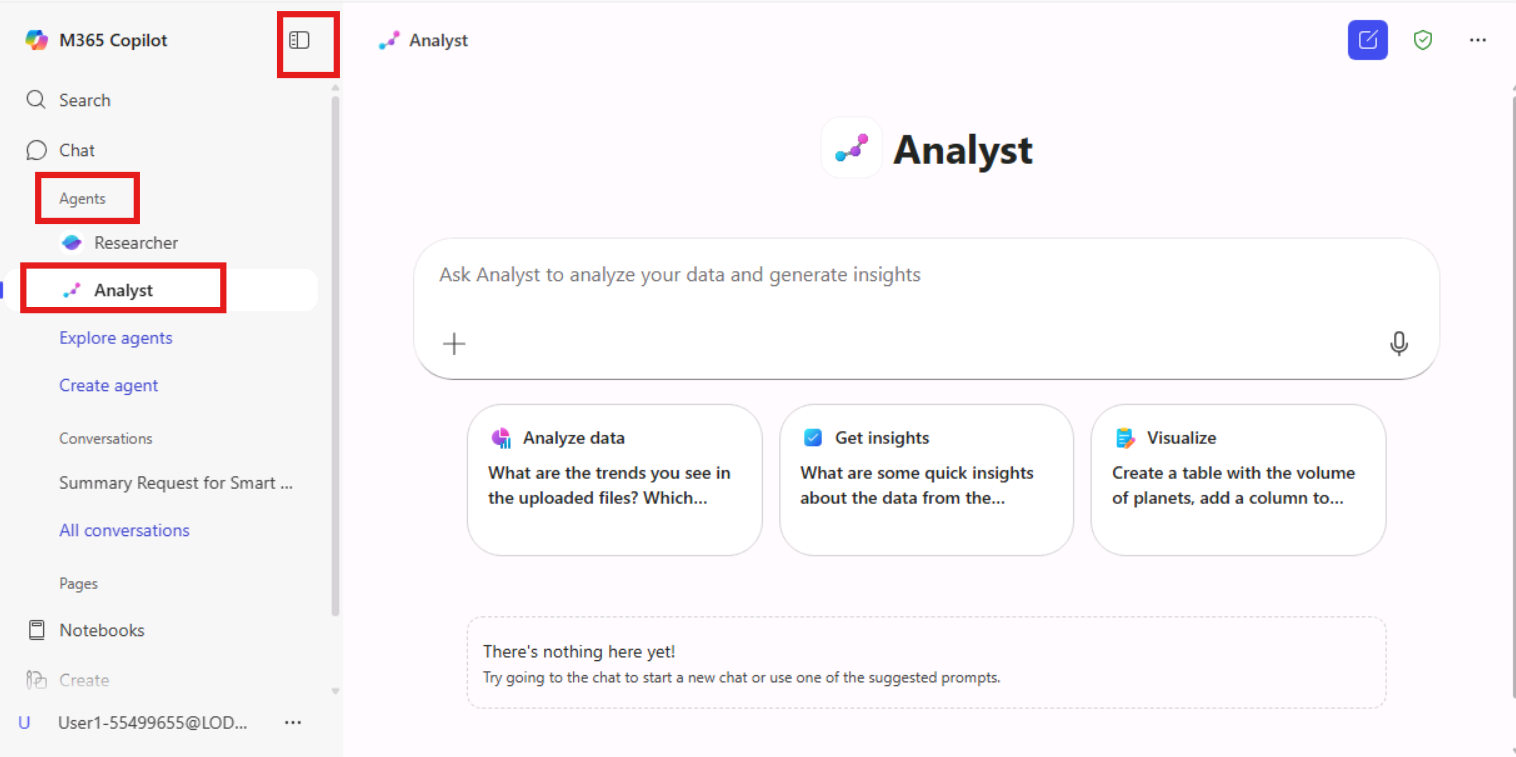 M365 Copilot
Search
Chat
Agents
Researcher
Analyst
Explore agents
Create agent
Conversations
Summary Request for Smart ...
All conversations
Pages
Notebooks
Create
U User1-55499655@LOD...
Analyst
Analyst
Ask Analyst to analyze your data and generate insights
Analyze data
What are the trends you see in
the uploaded files? Which...
Get insights
What are some quick insights
about the data from the...
Visualize
Create a table with the volume
of planets, add a column to...
There's nothing here yet!
Try going to the chat to start a new chat or use one of the suggested prompts.